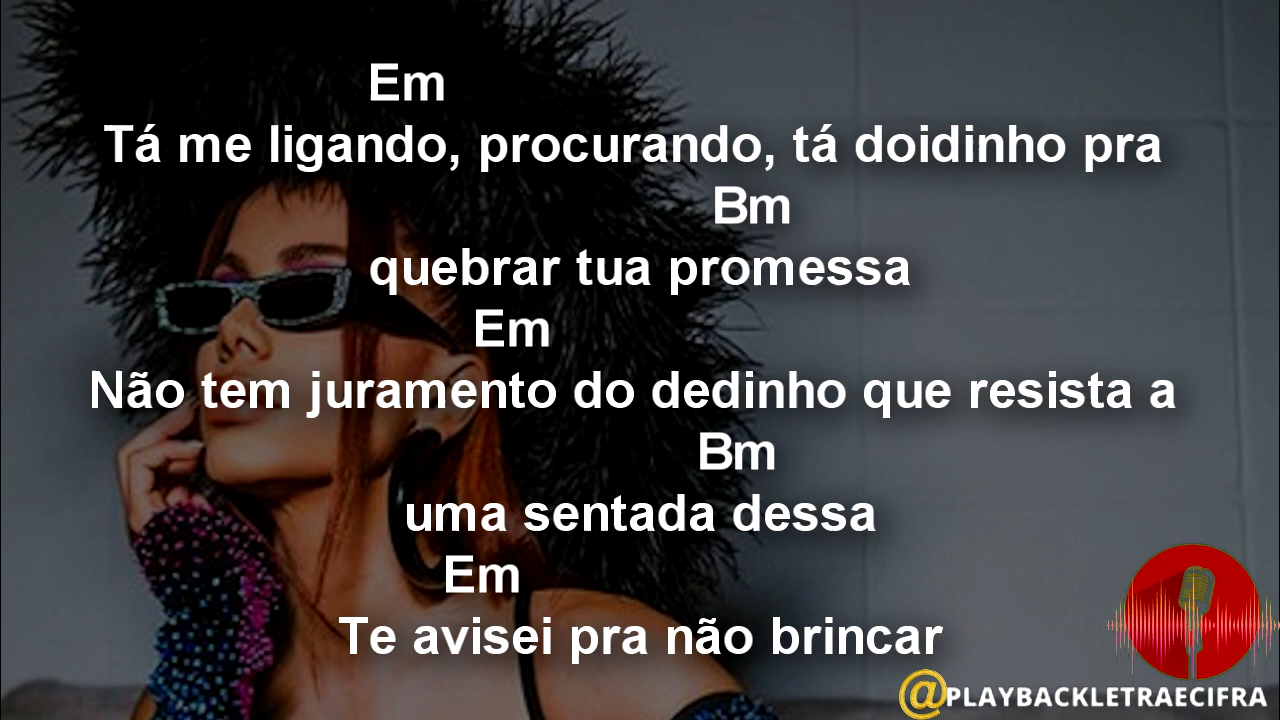 Em
Tá me ligando, procurando, tá doidinho pra
Bm
quebrar tua promessa
Em
Não tem juramento do dedinho que resista a
Bm
uma sentada dessa
Em
Te avisei pra não brincar
@PLAYBACKLETRAECIFRA